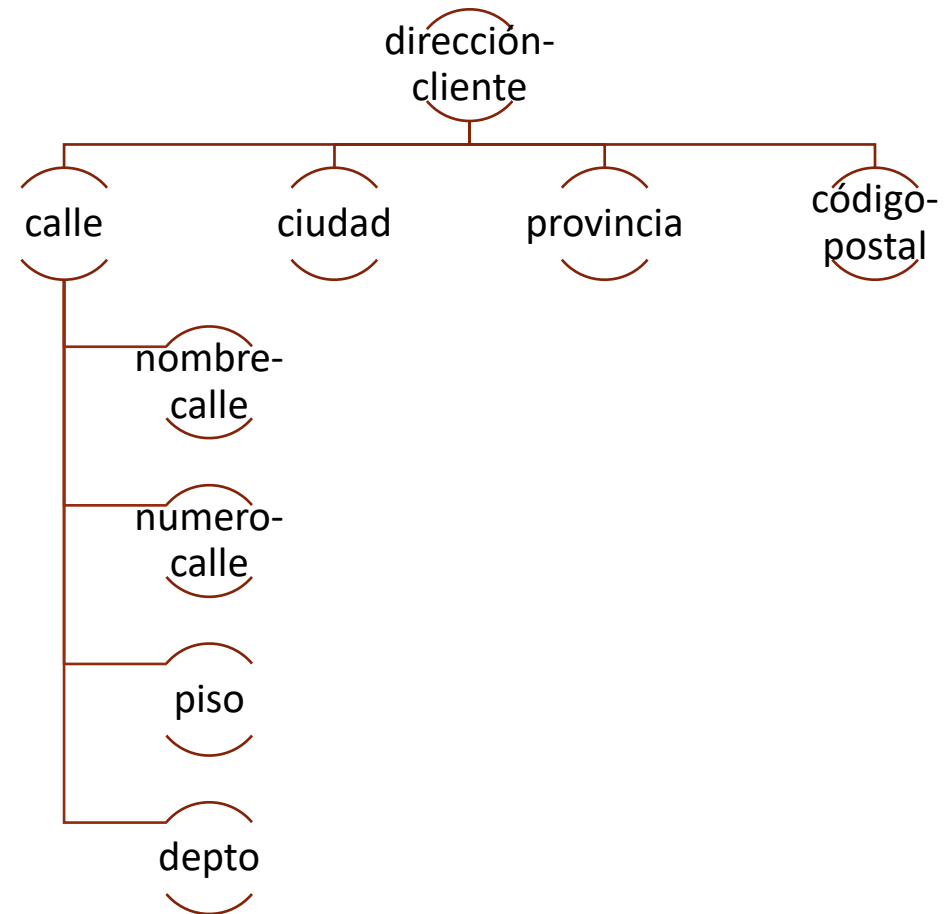 dirección-
cliente
calle
ciudad
provincia
código-
postal
nombre-
calle
numero-
calle
piso
depto